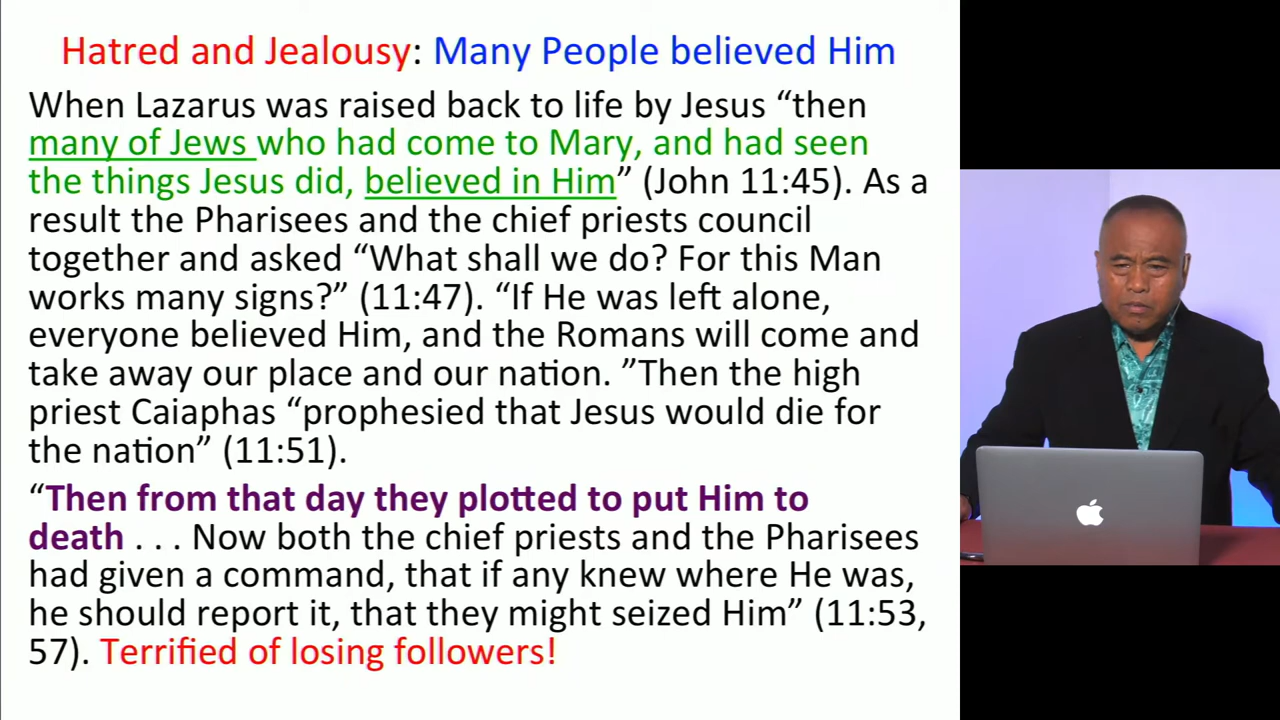 Hatred and Jealousy: Many People believed Him
When Lazarus was raised back to life by Jesus “then
many of Jews who had come to Mary, and had seen
the things Jesus did, believed in Him” (John 11:45). As a
result the Pharisees and the chief priests council
together and asked “What shall we do? For this Man
works many signs?” (11:47). “If He was left alone,
everyone believed Him, and the Romans will come and
take away our place and our nation. ”Then the high
priest Caiaphas “prophesied that Jesus would die for
the nation” (11:51).
“Then from that day they plotted to put Him to
death . . . Now both the chief priests and the Pharisees
had given a command, that if any knew where He was,
he should report it, that they might seized Him” (11:53,
57). Terrified of losing followers!